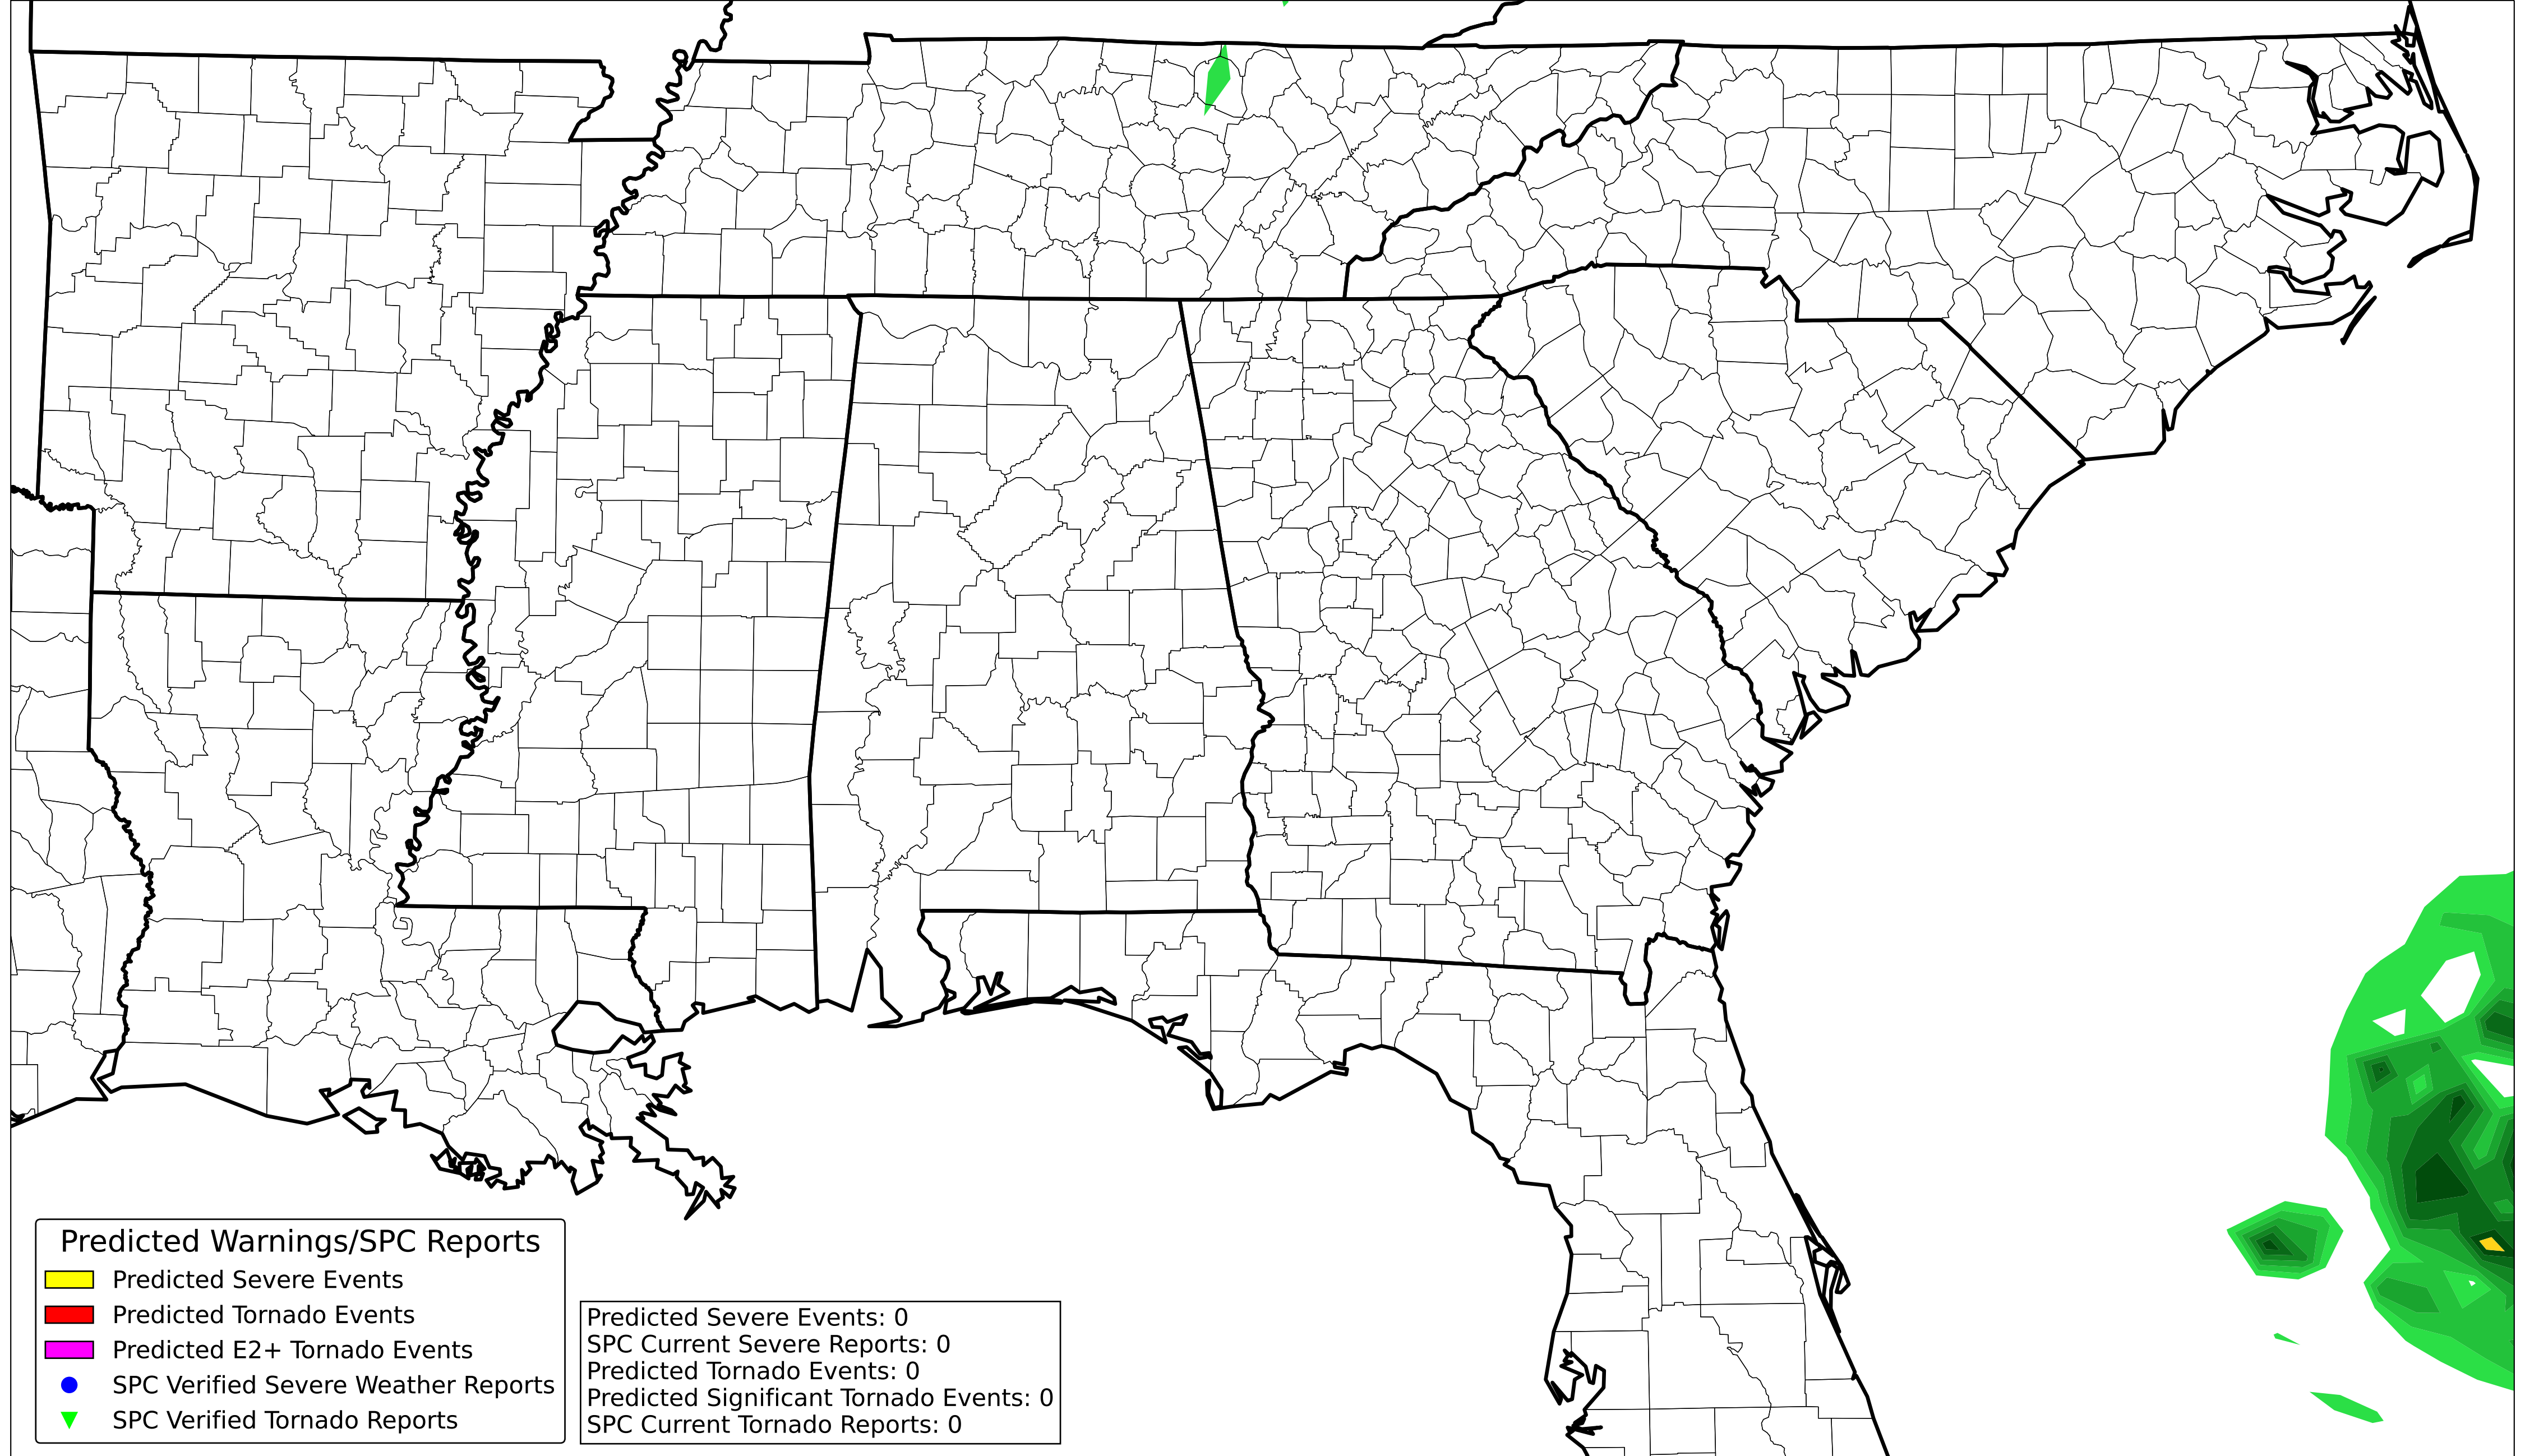 Predicted Warnings/SPC Reports
Predicted Severe Events
Predicted Tornado Events
Predicted E2+ Tornado Events
SPC Verified Severe Weather Reports
SPC Verified Tornado Reports
Predicted Severe Events: 0
SPC Current Severe Reports: 0
Predicted Tornado Events: 0
Predicted Significant Tornado Events: 0
SPC Current Tornado Reports: 0